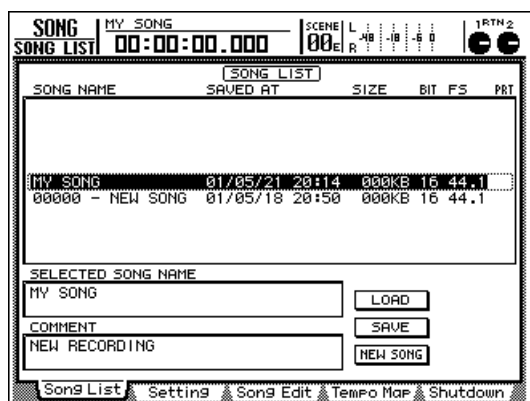 SONG MY SONG SCENE L 1 RTN 2
SONG LIST 00:00:00.000 00E R -48 -18 -6 0
SONG LIST
SONG NAME SAVED AT SIZE BIT FS PRT
MY SONG 01/05/21 20:14 000KB 16 44.1
00000 - NEW SONG 01/05/18 20:50 000KB 16 44.1
SELECTED SONG NAME
MY SONG
LOAD
COMMENT
SAVE
NEW RECORDING
NEW SONG
Song List Setting Song Edit Tempo Map Shutdown